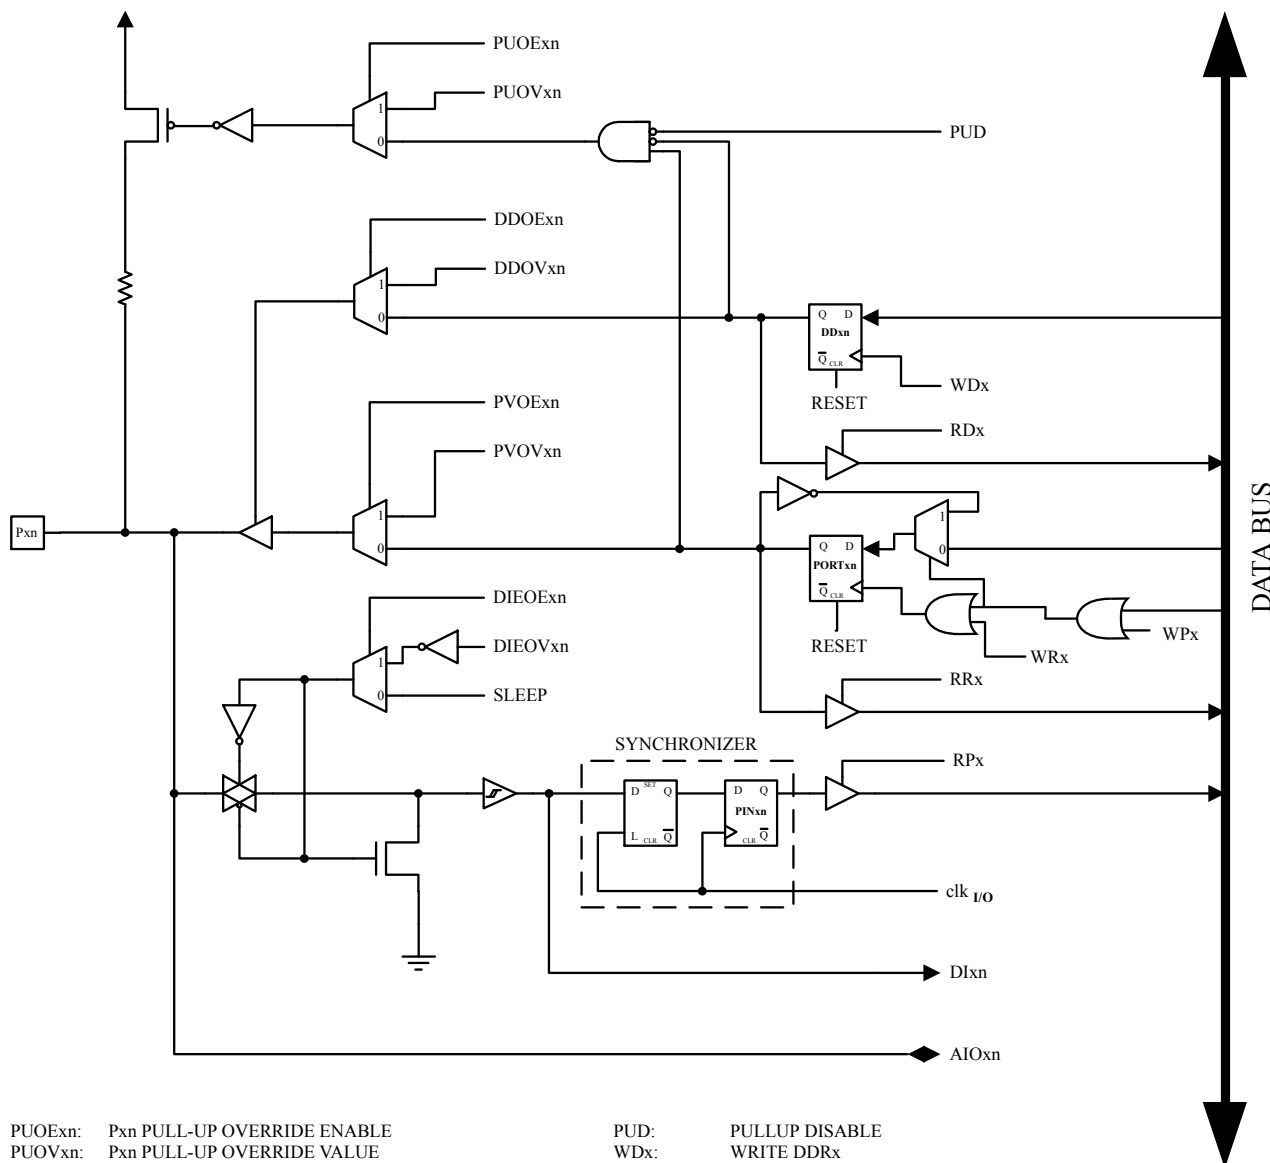 PUOExn
PUOVxn
1
0
PUD
DDOExn
DDOVxn
1
0
Q D
DDxn
Q CLR
WDx
RESET
RDx
PVOExn
PVOVxn
1
0
Pxn
1
0
Q D
PORTxn
Q CLR
RESET
WRx
WPx
DATA BUS
DIEOExn
DIEOVxn
1
0
SLEEP
RRx
SYNCHRONIZER
RPx
D SET Q
L CLR Q
D Q
PINxn
CLR Q
clk I/O
DIxn
AIOxn
PUOExn: Pxn PULL-UP OVERRIDE ENABLE
PUOVxn: Pxn PULL-UP OVERRIDE VALUE
PUD: PULLUP DISABLE
WDx: WRITE DDRx